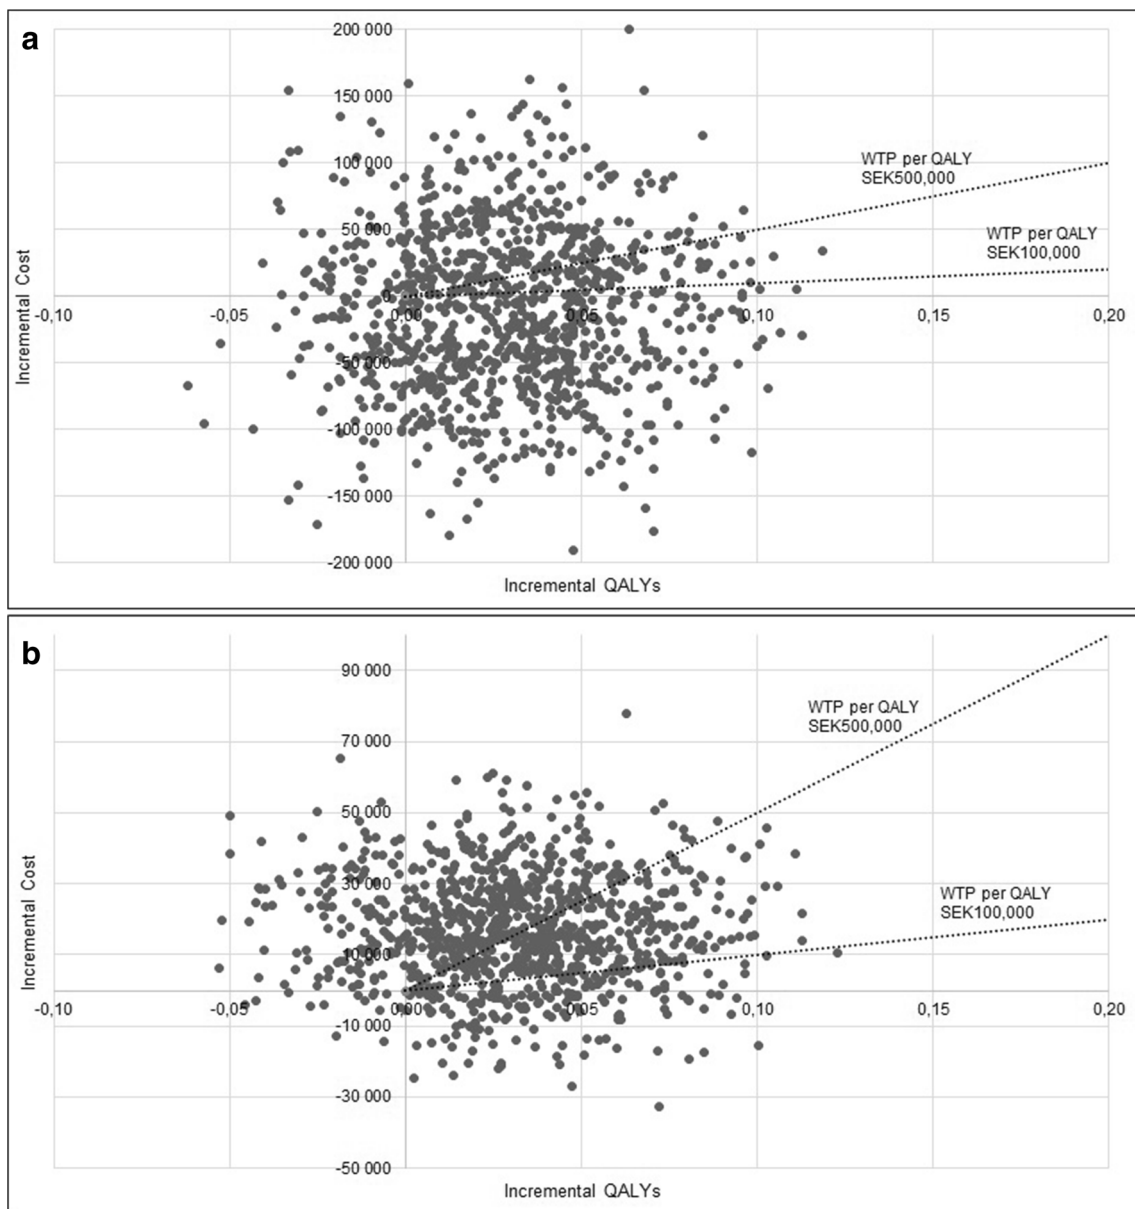 a
200 000
150 000
100 000
WTP per QALY
SEK500,000
50 000
WTP per QALY
SEK100,000
0
-0,10
-0,05
0,00
0,05
0,10
0,15
0,20
-50 000
-100 000
-150 000
-200 000
Incremental Cost
Incremental QALYs
b
90 000
WTP per QALY
SEK500,000
70 000
50 000
30 000
WTP per QALY
SEK100,000
10 000
-0,10
-0,05
0,00
0,05
0,10
0,15
0,20
-10 000
-30 000
-50 000
Incremental Cost
Incremental QALYs